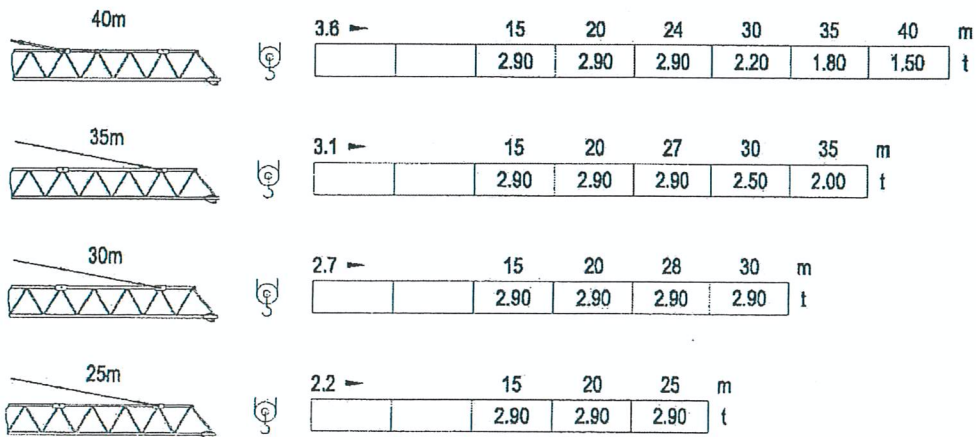 40m 3.6 15 20 24 30 35 40 m
2.90 2.90 2.90 2.20 1.80 1.50 t
35m 3.1 15 20 27 30 35 m
2.90 2.90 2.90 2.50 2.00 t
30m 2.7 15 20 28 30 m
2.90 2.90 2.90 2.90 t
25m 2.2 15 20 25 m
2.90 2.90 2.90 t